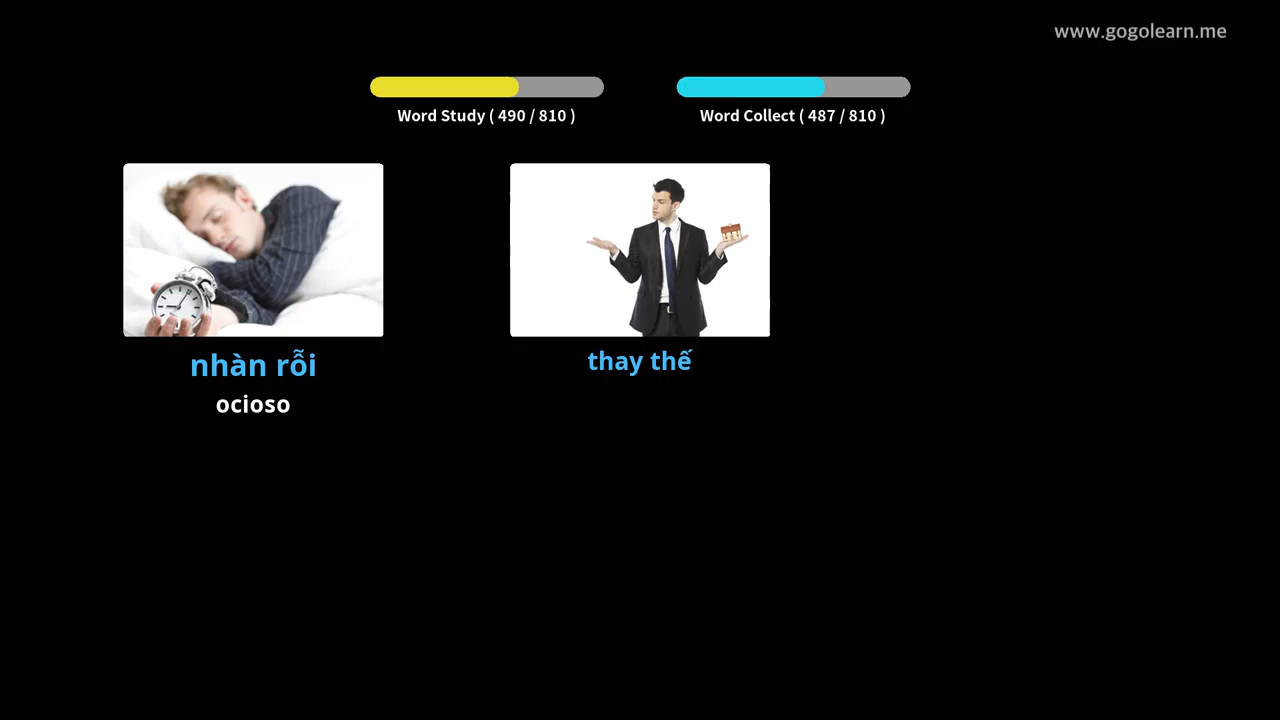 www.gogolearn.me
Word Study ( 490 / 810 )
Word Collect ( 487 / 810 )
nhàn rỗi
ocioso
thay thế